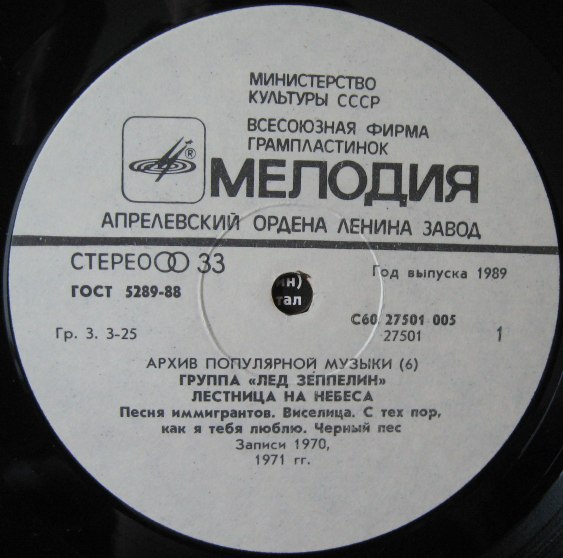 МИНИСТЕРСТВО
КУЛЬТУРЫ СССР
ВСЕСОЮЗНАЯ ФИРМА
ГРАМПЛАСТИНОК
®
МЕЛОДИЯ
АПРЕЛЕВСКИЙ ОРДЕНА ЛЕНИНА ЗАВОД
СТЕРЕО 33
Год выпуска 1989
ГОСТ 5289-88
ин)
тал
Гр. 3. 3-25
С60 27501 005
27501
1
АРХИВ ПОПУЛЯРНОЙ МУЗЫКИ (6)
ГРУППА «ЛЕД ЗЕППЕЛИН»
ЛЕСТНИЦА НА НЕБЕСА
Песня иммигрантов. Виселица. С тех пор,
как я тебя люблю. Черный пес
Записи 1970,
1971 гг.